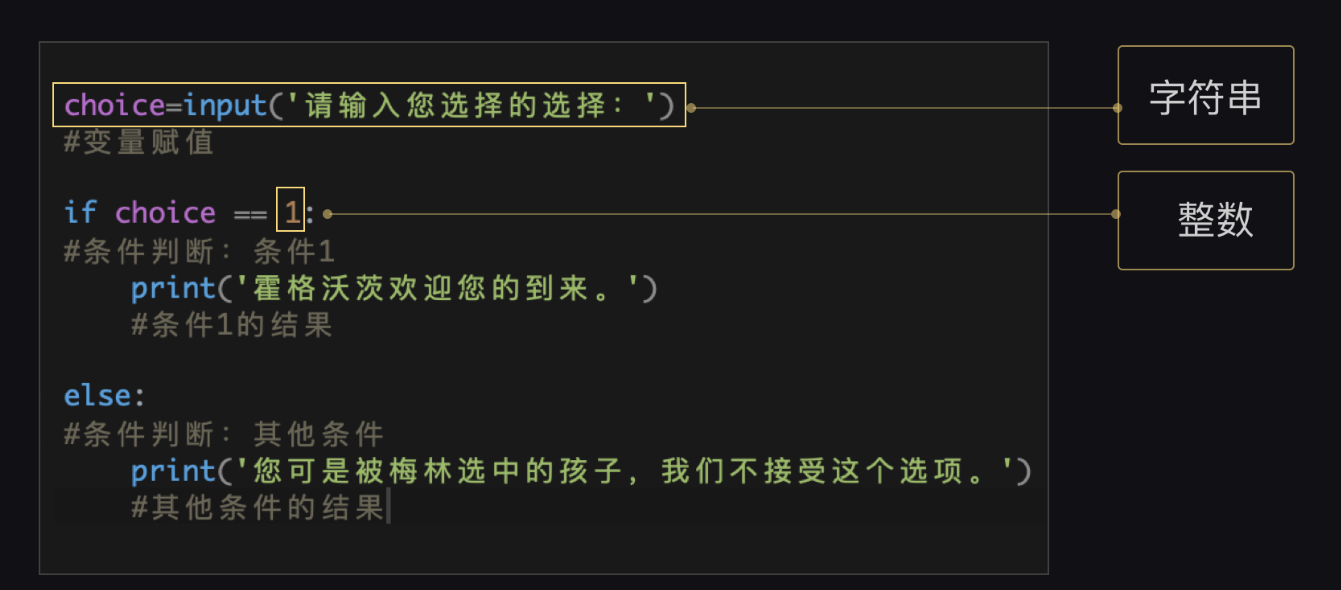 choice=input('请输入您选择的选择：') 字符串
#变量赋值
if choice == 1: 整数
#条件判断：条件1
print('霍格沃茨欢迎您的到来。')
#条件1的结果
else:
#条件判断：其他条件
print('您可是被梅林选中的孩子，我们不接受这个选项。')
#其他条件的结果